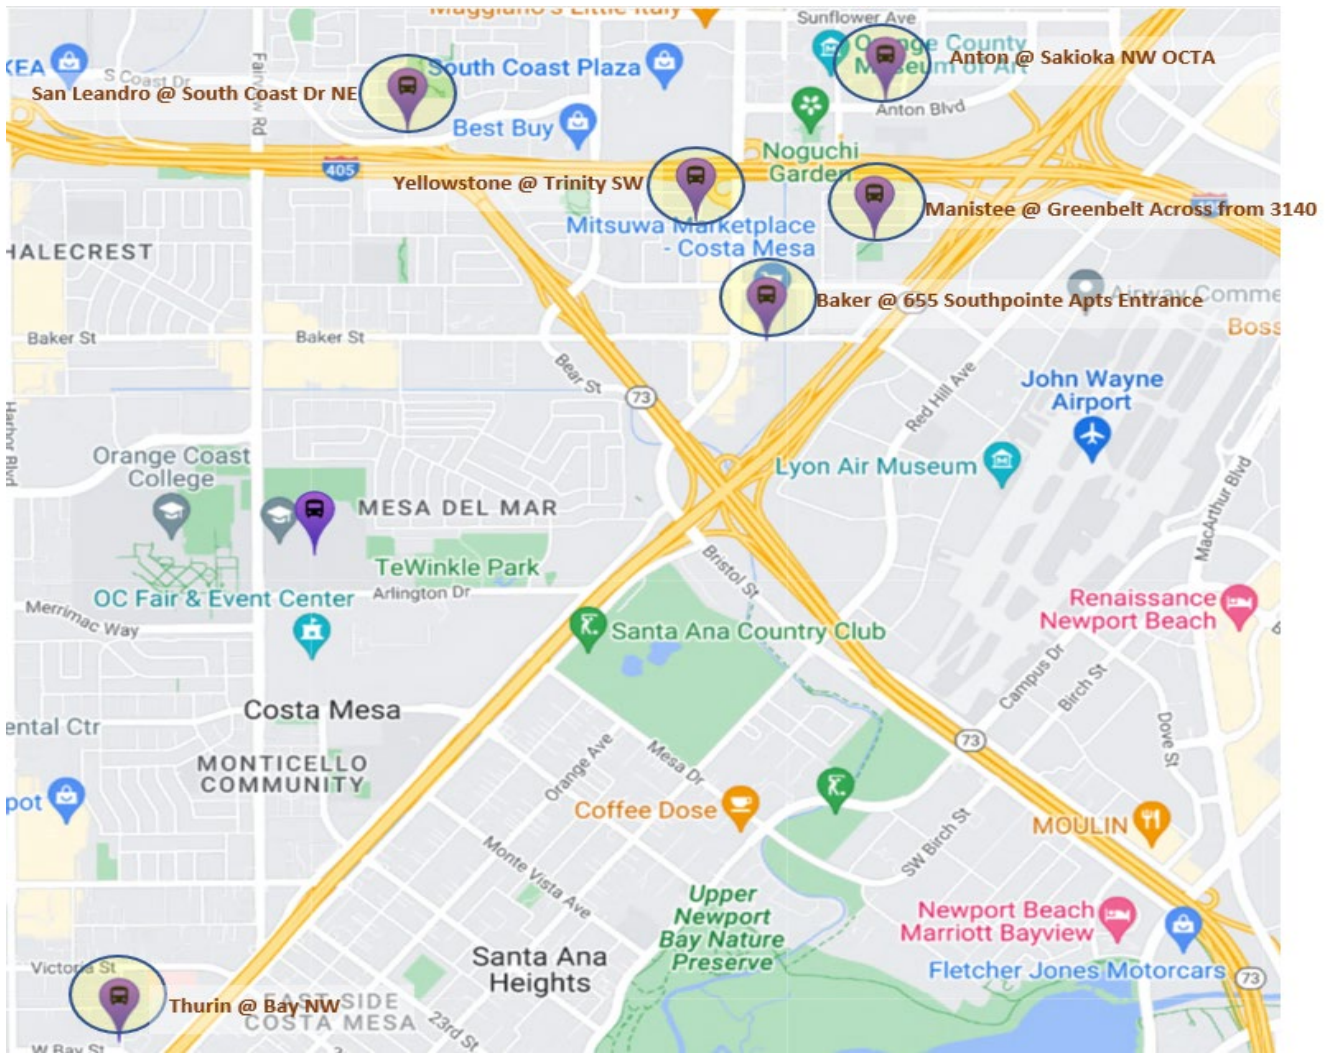 Maggiano's Little Italy
Sunflower Ave
KEA
S Coast Dr
Fairview Rd
South Coast Plaza
Orange County
Museum of Art
Anton @ Sakioka NW OCTA
San Leandro @ South Coast Dr NE
Best Buy
Anton Blvd
405
Noguchi
Garden
Yellowstone @ Trinity SW
Manistee @ Greenbelt Across from 3140
Mitsuwa Marketplace
- Costa Mesa
HALECREST
Baker @ 655 Southpointe Apts Entrance
Airway Comme
Boss
Baker St
Baker St
Bear St
73
Red Hill Ave
John Wayne
Airport
Harbor Blvd
Orange Coast
College
Lyon Air Museum
MacArthur Blvd
MESA DEL MAR
TeWinkle Park
Arlington Dr
Bristol St
OC Fair & Event Center
Merrimac Way
Renaissance
Newport Beach
Santa Ana Country Club
Campus Dr
Birch St
Costa Mesa
ental Ctr
Dove St
73
MONTICELLO
COMMUNITY
Orange Ave
Mesa Dr
pot
Coffee Dose
MOULIN
SW Birch St
Monte Vista Ave
Upper
Newport
Bay Nature
Preserve
Newport Beach
Marriott Bayview
Santa Ana
Heights
Fletcher Jones Motorcars
73
Victoria St
Thurin @ Bay NW
EAST SIDE
COSTA MESA
23rd St
W Bay St